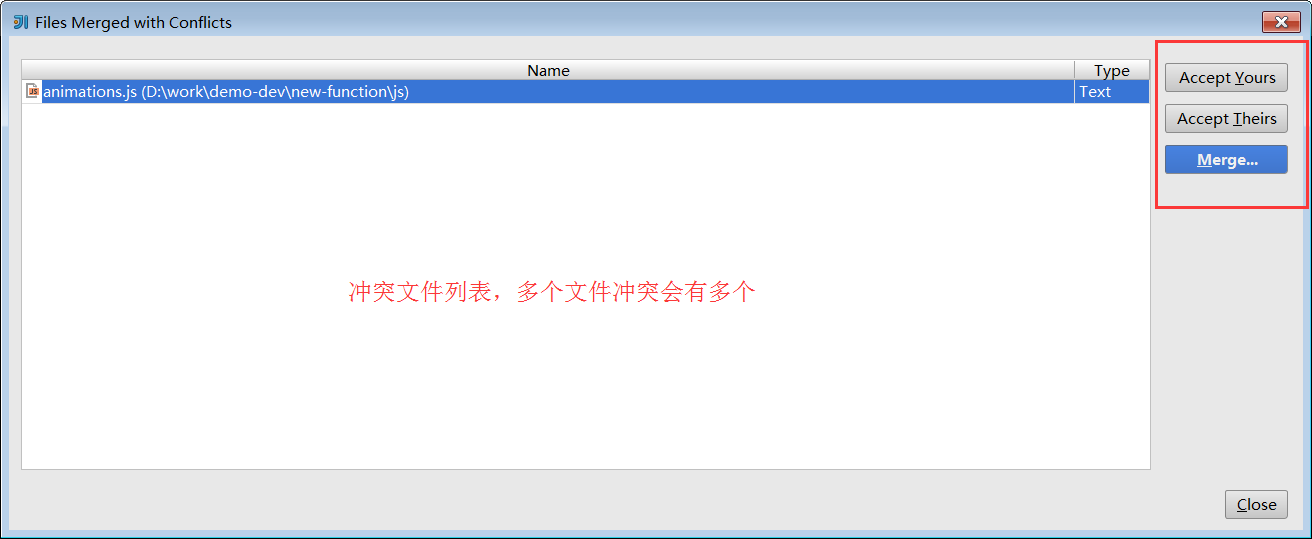 Files Merged with Conflicts
Name Type
animations.js (D:\work\demo-dev\new-function\js) Text
Accept Yours
Accept Theirs
Merge...
冲突文件列表，多个文件冲突会有多个
Close